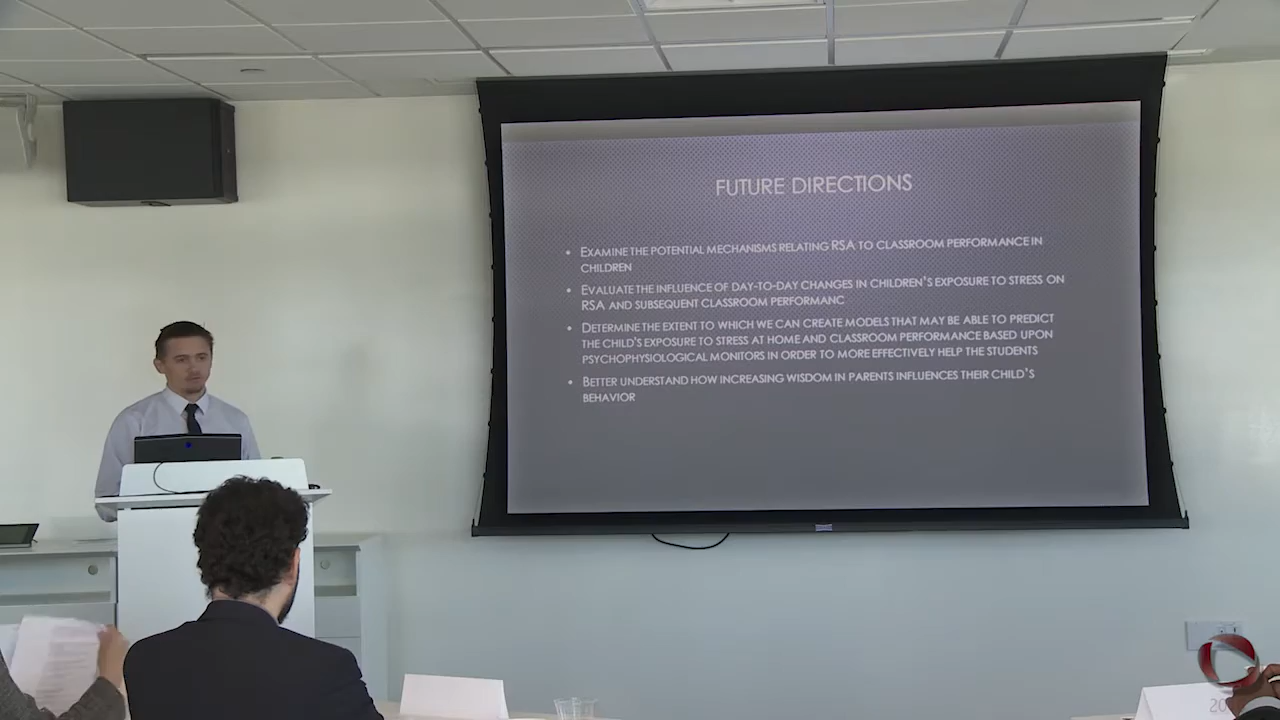 FUTURE DIRECTIONS
• EXAMINE THE POTENTIAL MECHANISMS RELATING RSA TO CLASSROOM PERFORMANCE IN
CHILDREN
• EVALUATE THE INFLUENCE OF DAY-TO-DAY CHANGES IN CHILDREN'S EXPOSURE TO STRESS ON
RSA AND SUBSEQUENT CLASSROOM PERFORMANC
• DETERMINE THE EXTENT TO WHICH WE CAN CREATE MODELS THAT MAY BE ABLE TO PREDICT
THE CHILD'S EXPOSURE TO STRESS AT HOME AND CLASSROOM PERFORMANCE BASED UPON
PSYCHOPHYSIOLOGICAL MONITORS IN ORDER TO MORE EFFECTIVELY HELP THE STUDENTS
• BETTER UNDERSTAND HOW INCREASING WISDOM IN PARENTS INFLUENCES THEIR CHILD'S
BEHAVIOR